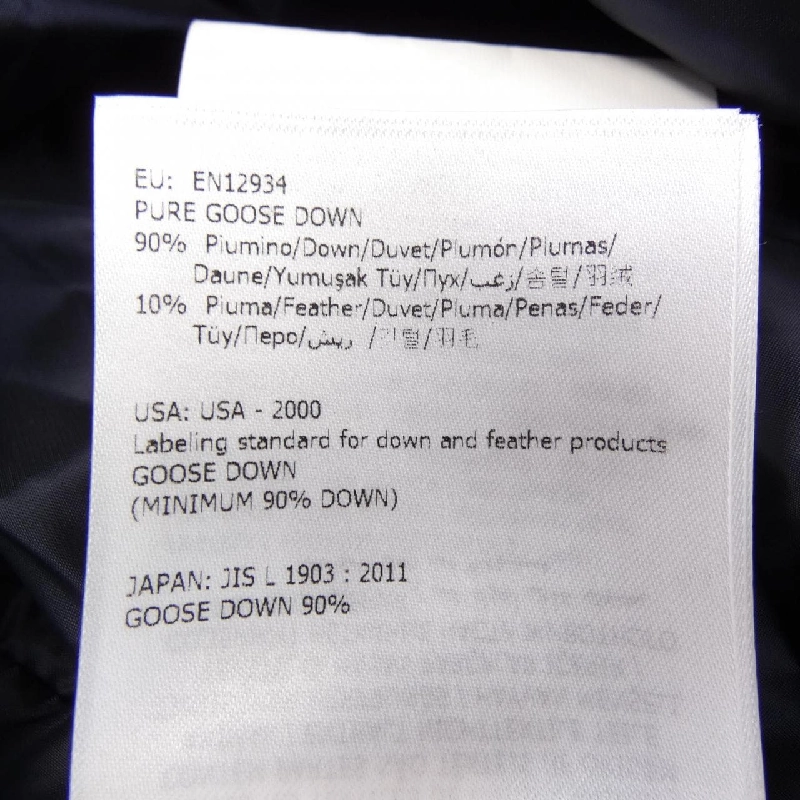 EU: EN12934
PURE GOOSE DOWN
90% Piumino/Down/Duvet/Plumón/Plumas/
Daune/Yumuşak Tüy/Пух/زغب/솜털/羽绒
10% Piuma/Feather/Duvet/Pluma/Penas/Feder/
Tüy/Перо/ريش /깃털/羽毛
USA: USA - 2000
Labeling standard for down and feather products
GOOSE DOWN
(MINIMUM 90% DOWN)
JAPAN: JIS L 1903 : 2011
GOOSE DOWN 90%